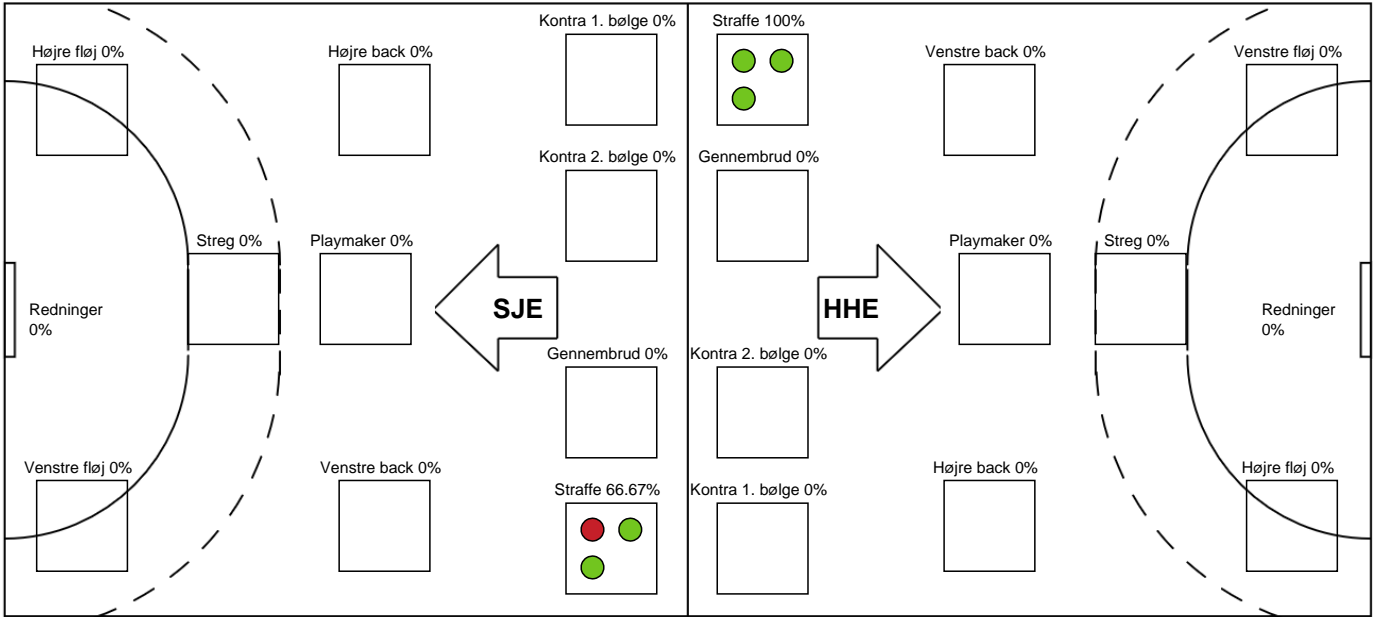 Kontra 1. bølge 0%
Straffe 100%
Højre fløj 0%
Højre back 0%
Venstre back 0%
Venstre fløj 0%
Kontra 2. bølge 0%
Gennembrud 0%
Streg 0%
Playmaker 0%
Playmaker 0%
Streg 0%
Redninger
0%
SJE
HHE
Redninger
0%
Gennembrud 0%
Kontra 2. bølge 0%
Venstre fløj 0%
Venstre back 0%
Højre back 0%
Højre fløj 0%
Straffe 66.67%
Kontra 1. bølge 0%